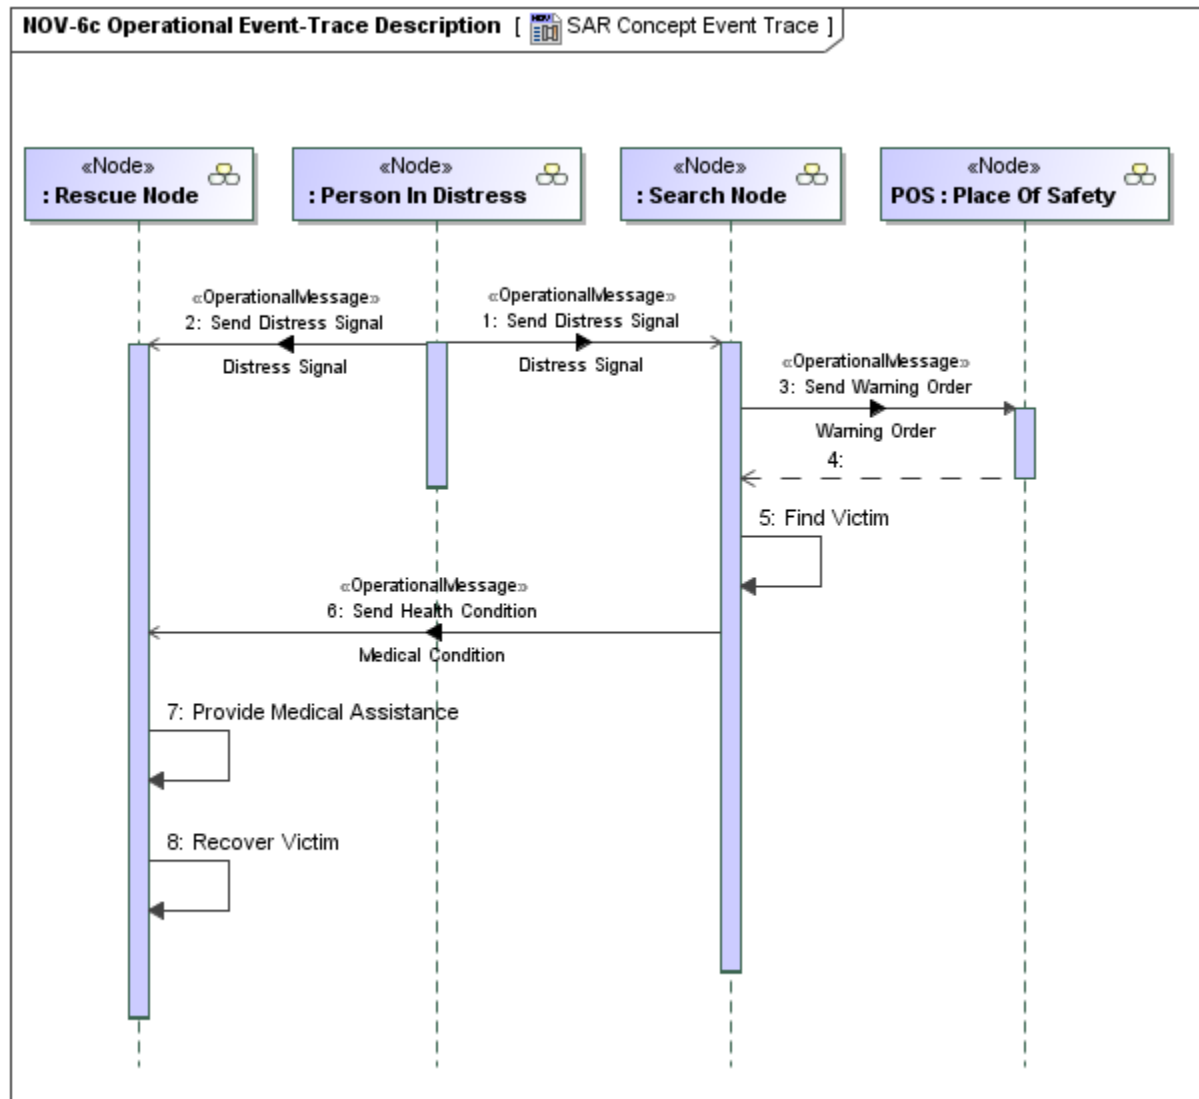 NOV-6c Operational Event-Trace Description [ NOV SAR Concept Event Trace ]
«Node»
: Rescue Node
«Node»
: Person In Distress
«Node»
: Search Node
«Node»
POS : Place Of Safety
«OperationalMessage»
2: Send Distress Signal
Distress Signal
«OperationalMessage»
1: Send Distress Signal
Distress Signal
«OperationalMessage»
3: Send Warning Order
Warning Order
4:
5: Find Victim
«OperationalMessage»
6: Send Health Condition
Medical Condition
7: Provide Medical Assistance
8: Recover Victim